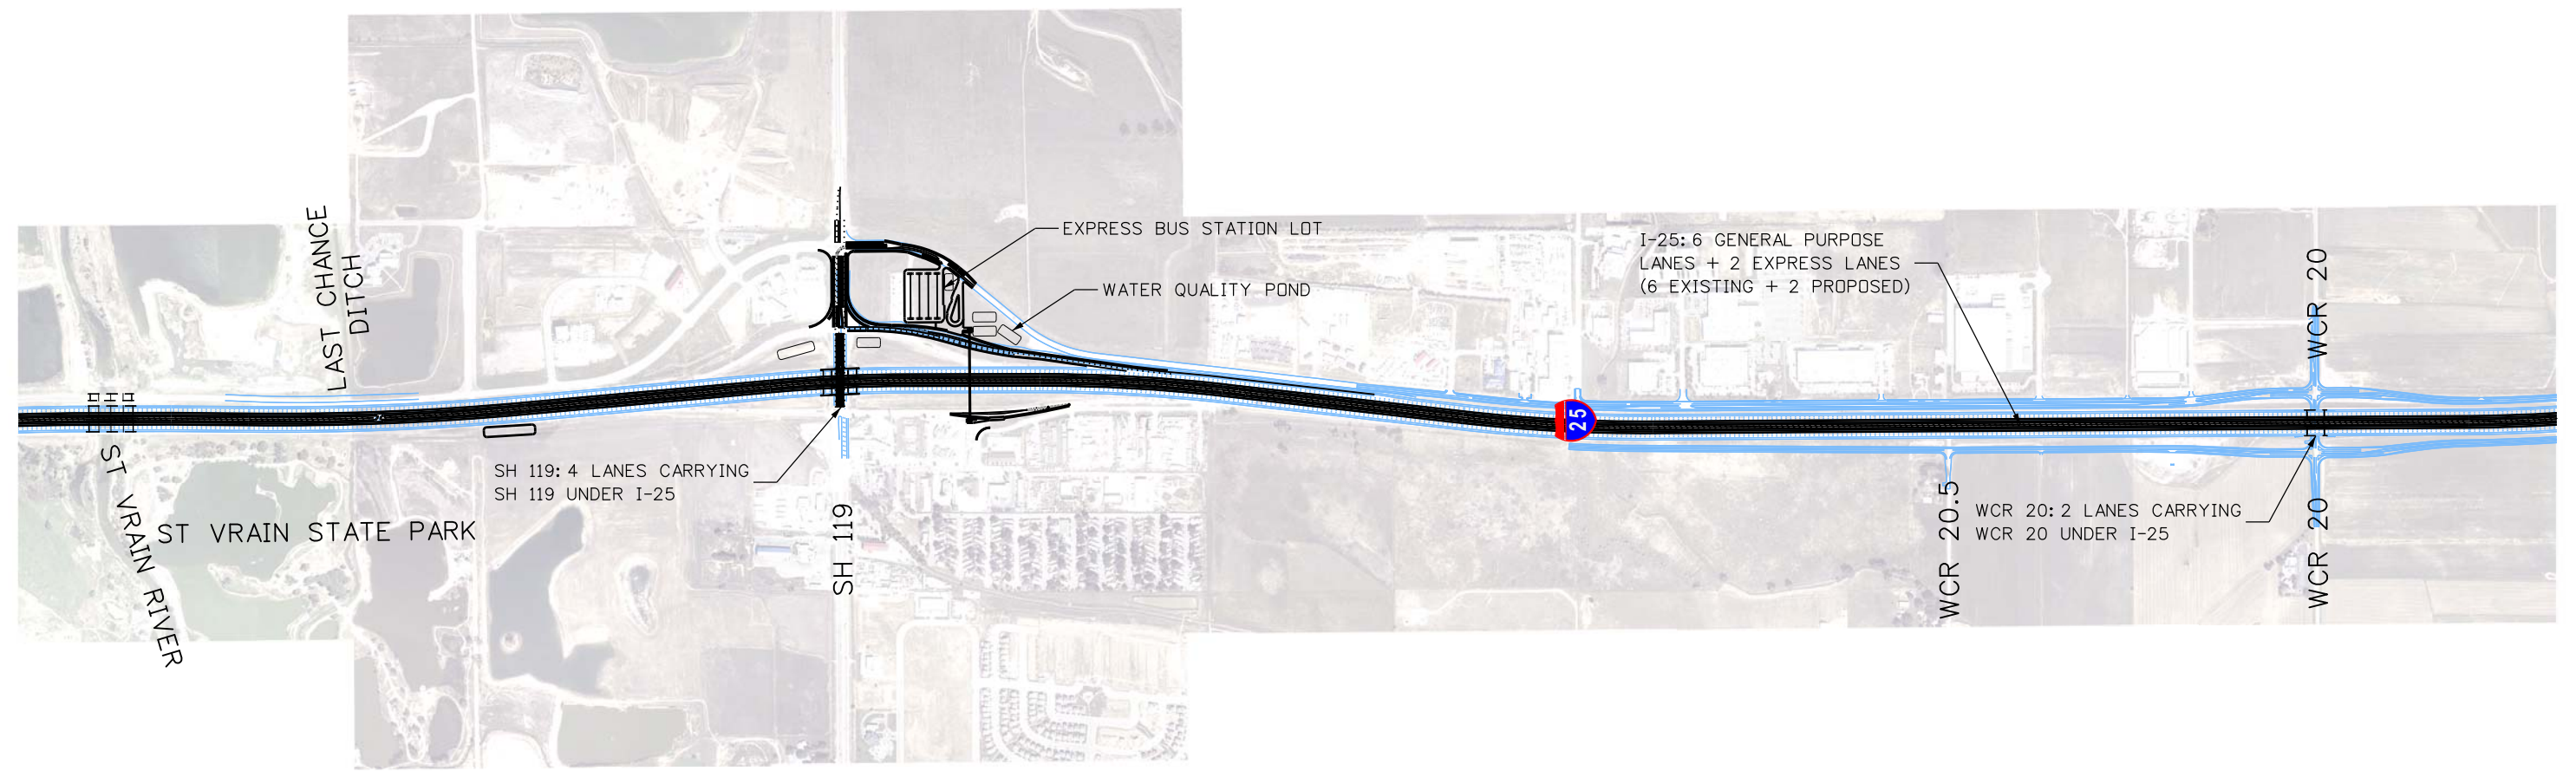 LAST CHANCE
DITCH
EXPRESS BUS STATION LOT
WATER QUALITY POND
I-25: 6 GENERAL PURPOSE
LANES + 2 EXPRESS LANES
(6 EXISTING + 2 PROPOSED)
WCR 20
25
ST VRAIN RIVER
ST VRAIN STATE PARK
SH 119: 4 LANES CARRYING
SH 119 UNDER I-25
SH 119
WCR 20.5
WCR 20: 2 LANES CARRYING
WCR 20 UNDER I-25
WCR 20